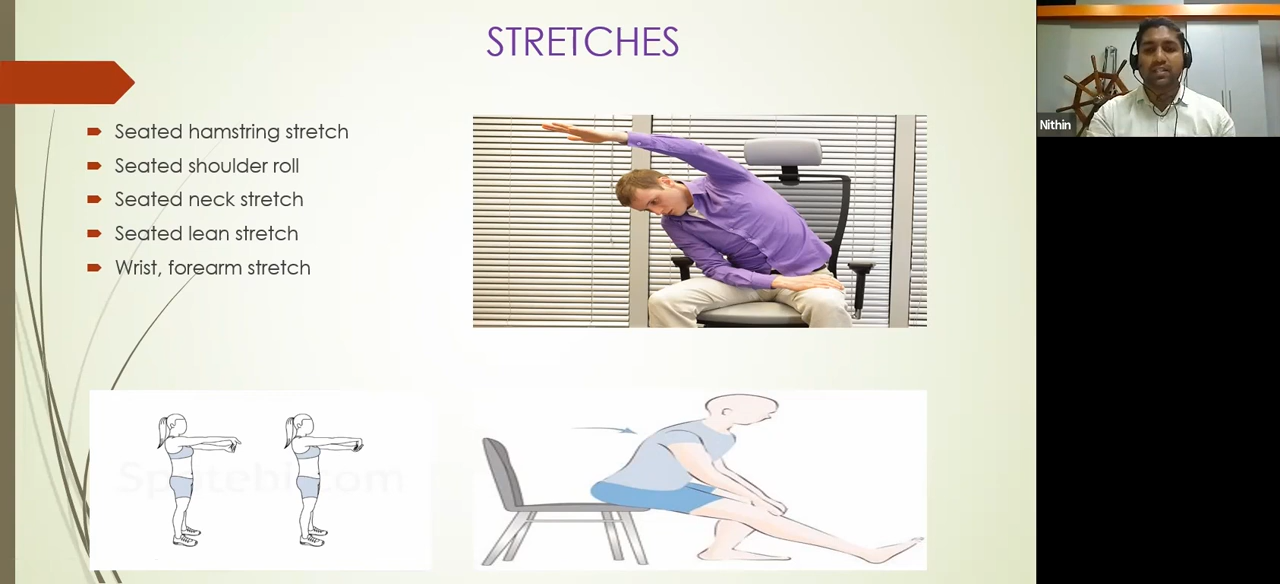 STRETCHES
Seated hamstring stretch
Seated shoulder roll
Seated neck stretch
Seated lean stretch
Wrist, forearm stretch
Nithin